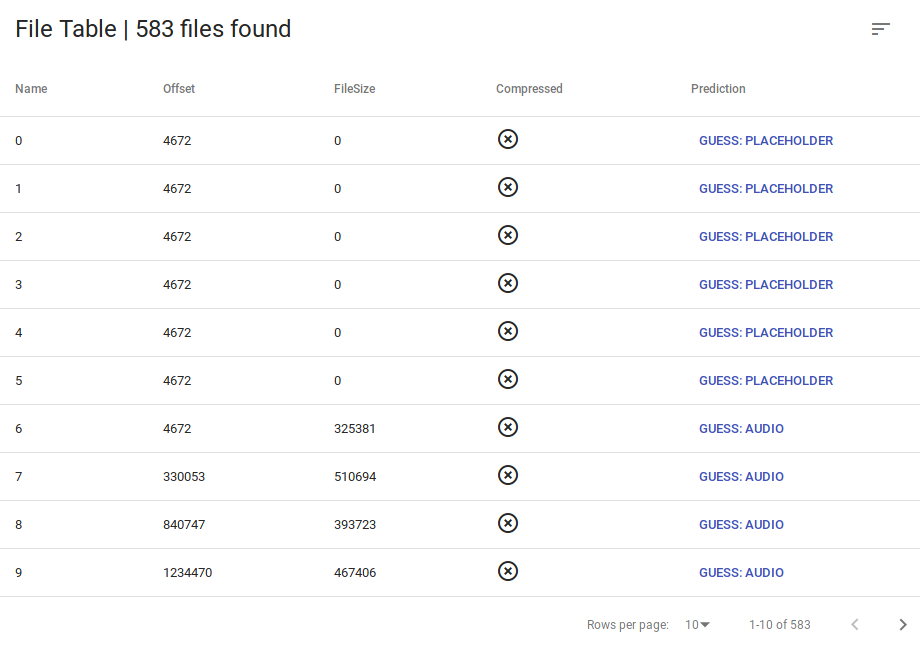 File Table | 583 files found
Name Offset FileSize Compressed Prediction
0 4672 0 GUESS: PLACEHOLDER
1 4672 0 GUESS: PLACEHOLDER
2 4672 0 GUESS: PLACEHOLDER
3 4672 0 GUESS: PLACEHOLDER
4 4672 0 GUESS: PLACEHOLDER
5 4672 0 GUESS: PLACEHOLDER
6 4672 325381 GUESS: AUDIO
7 330053 510694 GUESS: AUDIO
8 840747 393723 GUESS: AUDIO
9 1234470 467406 GUESS: AUDIO
Rows per page: 10 1-10 of 583